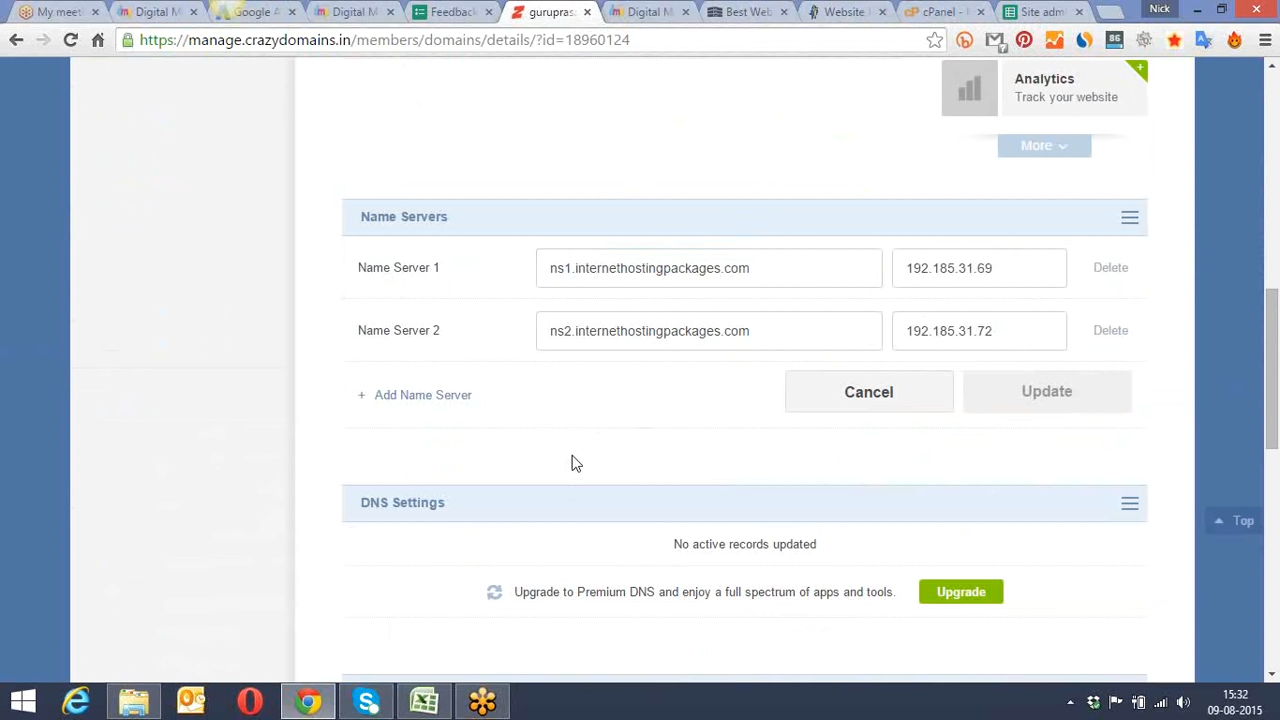 My meeti
Digital M
Google A
Digital M
Feedback
gurupras
Digital M
Best Web
Website
cPanel -
Site adm
Nick
https://manage.crazydomains.in/members/domains/details/?id=18960124
Analytics
Track your website
More
Name Servers
Name Server 1 ns1.internethostingpackages.com 192.185.31.69 Delete
Name Server 2 ns2.internethostingpackages.com 192.185.31.72 Delete
+ Add Name Server Cancel Update
DNS Settings
Top
No active records updated
Upgrade to Premium DNS and enjoy a full spectrum of apps and tools. Upgrade
15:32
09-08-2015